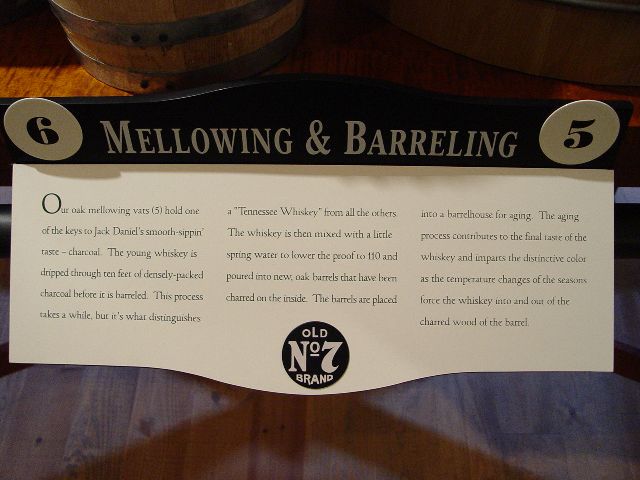 6
MELLOWING & BARRELING
5
Our oak mellowing vats (5) hold one
of the keys to Jack Daniel's smooth-sippin'
taste – charcoal. The young whiskey is
dripped through ten feet of densely-packed
charcoal before it is barreled. This process
takes a while, but it's what distinguishes
a "Tennessee Whiskey" from all the others.
The whiskey is then mixed with a little
spring water to lower the proof to 110 and
poured into new, oak barrels that have been
charred on the inside. The barrels are placed
into a barrelhouse for aging. The aging
process contributes to the final taste of the
whiskey and imparts the distinctive color
as the temperature changes of the seasons
force the whiskey into and out of the
charred wood of the barrel.
OLD
No7
BRAND